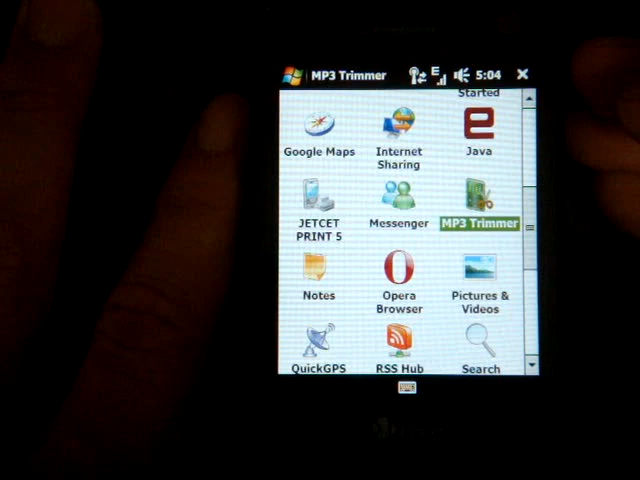 MP3 Trimmer
E
5:04
Started
Google Maps
Internet
Sharing
Java
JETCET
PRINT 5
Messenger
MP3 Trimmer
Notes
Opera
Browser
Pictures &
Videos
QuickGPS
RSS Hub
Search